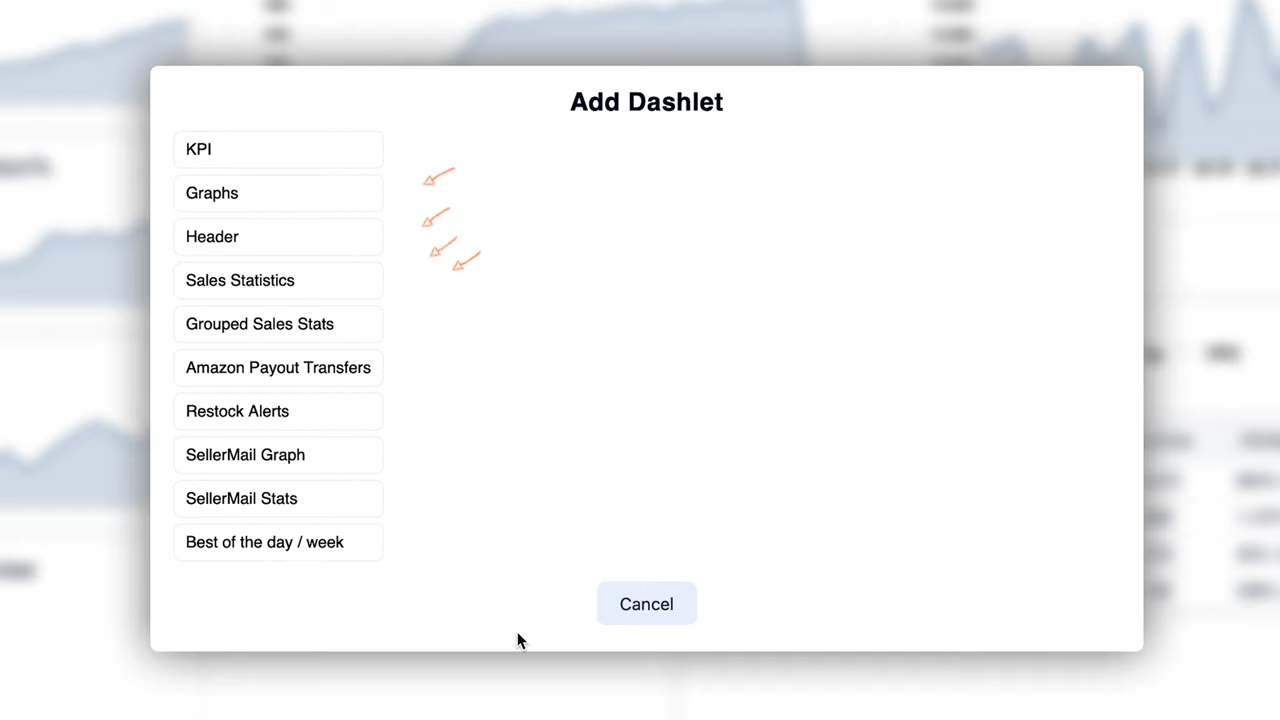 Add Dashlet
KPI
Graphs
Header
Sales Statistics
Grouped Sales Stats
Amazon Payout Transfers
Restock Alerts
SellerMail Graph
SellerMail Stats
Best of the day / week
Cancel